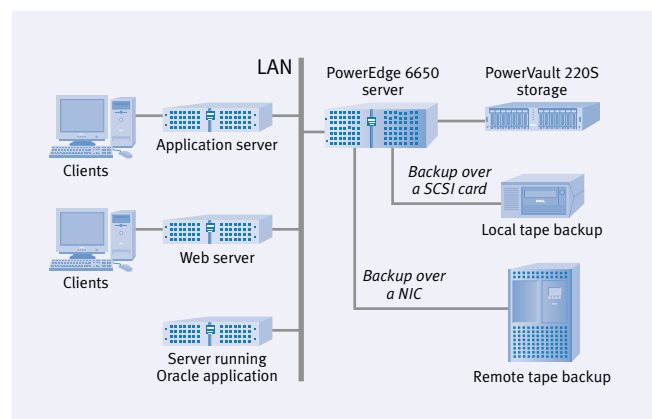 LAN
PowerEdge 6650
server
PowerVault 220S
storage
Application server
Clients
Backup over
a SCSI card
DELL
Local tape backup
Web server
Clients
Backup over
a NIC
Server running
Oracle application
Remote tape backup